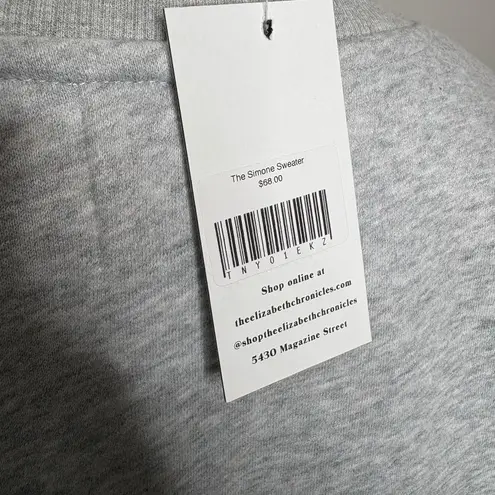 The Simone Sweater
$68.00
TNY01EKZ
Shop online at
theelizabethchronicles.com
@shoptheelizabethchronicles
5430 Magazine Street